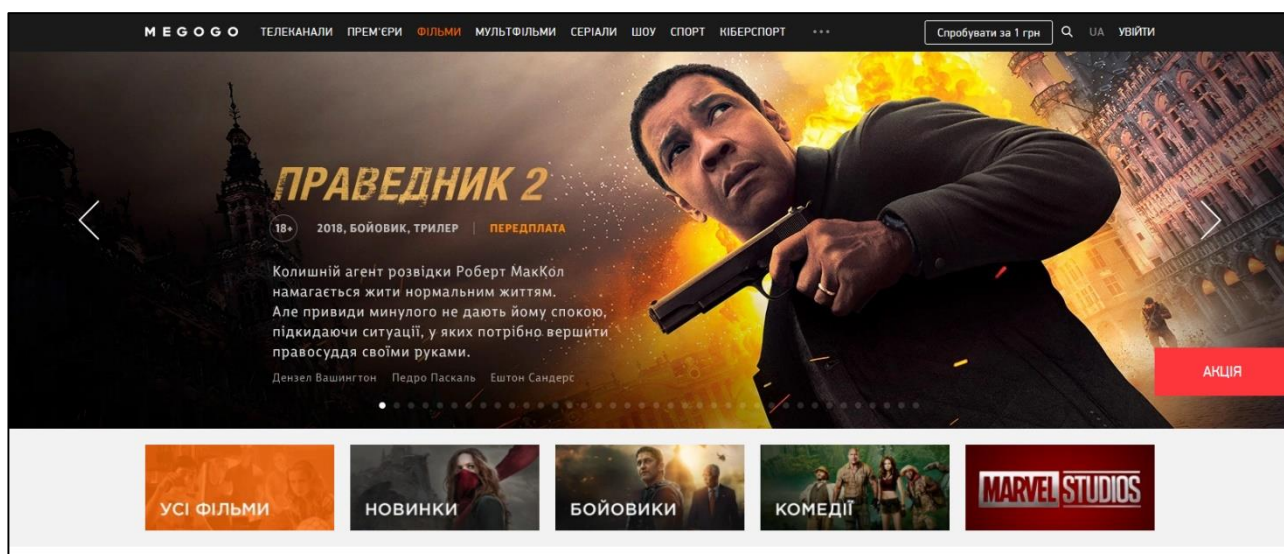 MEGOGO ТЕЛЕКАНАЛИ ПРЕМ'ЄРИ ФІЛЬМИ МУЛЬТФІЛЬМИ СЕРІАЛИ ШОУ СПОРТ КІБЕРСПОРТ ••• Спробувати за 1 грн UA УВІЙТИ
ПРАВЕДНИК 2
18+ 2018, БОЙОВИК, ТРИЛЕР | ПЕРЕДПЛАТА
Колишній агент розвідки Роберт МакКол
намагається жити нормальним життям.
Але привиди минулого не дають йому спокою,
підкидаючи ситуації, у яких потрібно вершити
правосуддя своїми руками.
Дензел Вашингтон Педро Паскаль Ештон Сандерс
АКЦІЯ
УСІ ФІЛЬМИ НОВИНКИ БОЙОВИКИ КОМЕДІЇ MARVEL STUDIOS